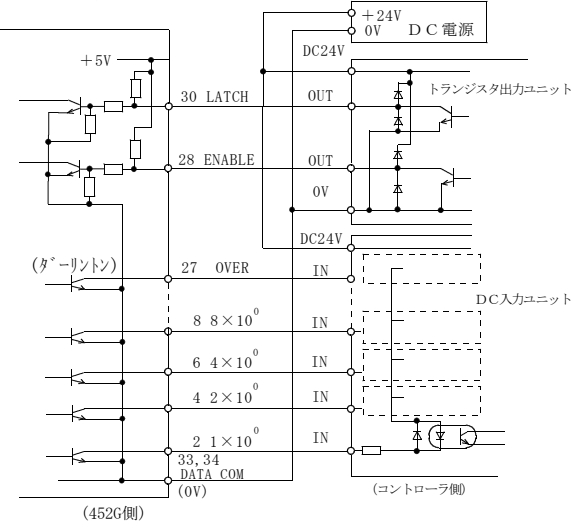 ＋24V
0V
ＤＣ電源
DC24V
＋5V
トランジスタ出力ユニット
30 LATCH
OUT
28 ENABLE
OUT
0V
DC24V
(ダーリントン)
27 OVER
IN
DC入力ユニット
8 8×10⁰
IN
6 4×10⁰
IN
4 2×10⁰
IN
2 1×10⁰
IN
33,34
DATA COM
(0V)
(コントローラ側)
(452G側)